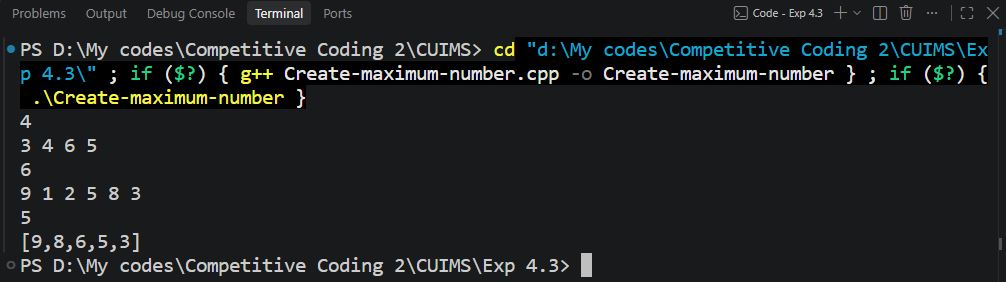 Problems Output Debug Console Terminal Ports Code - Exp 4.3
PS D:\My codes\Competitive Coding 2\CUIMS> cd "d:\My codes\Competitive Coding 2\CUIMS\Ex
p 4.3\" ; if ($?) { g++ Create-maximum-number.cpp -o Create-maximum-number } ; if ($?) {
 .\Create-maximum-number }
4
3 4 6 5
6
9 1 2 5 8 3
5
[9,8,6,5,3]
PS D:\My codes\Competitive Coding 2\CUIMS\Exp 4.3>